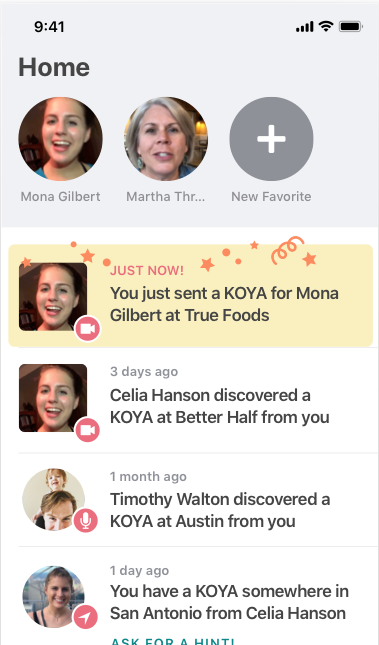 9:41
Home
Mona Gilbert
Martha Thr...
New Favorite
JUST NOW!
You just sent a KOYA for Mona
Gilbert at True Foods
3 days ago
Celia Hanson discovered a
KOYA at Better Half from you
1 month ago
Timothy Walton discovered a
KOYA at Austin from you
1 day ago
You have a KOYA somewhere in
San Antonio from Celia Hanson
ASK FOR A HINT!